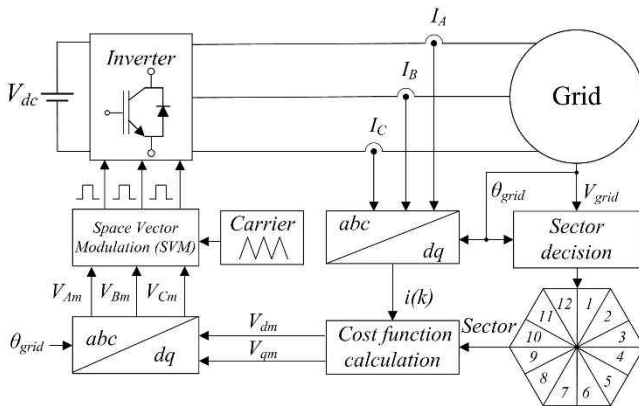 I_A
Inverter
I_B
V_dc
Grid
I_C
θ_grid
V_grid
Space Vector
Modulation (SVM)
Carrier
abc
dq
Sector
decision
V_Am
V_Bm
V_Cm
i(k)
12 1
11 2
10 3
9 4
8 5
7 6
θ_grid
abc
dq
V_dm
V_qm
Cost function
calculation
Sector